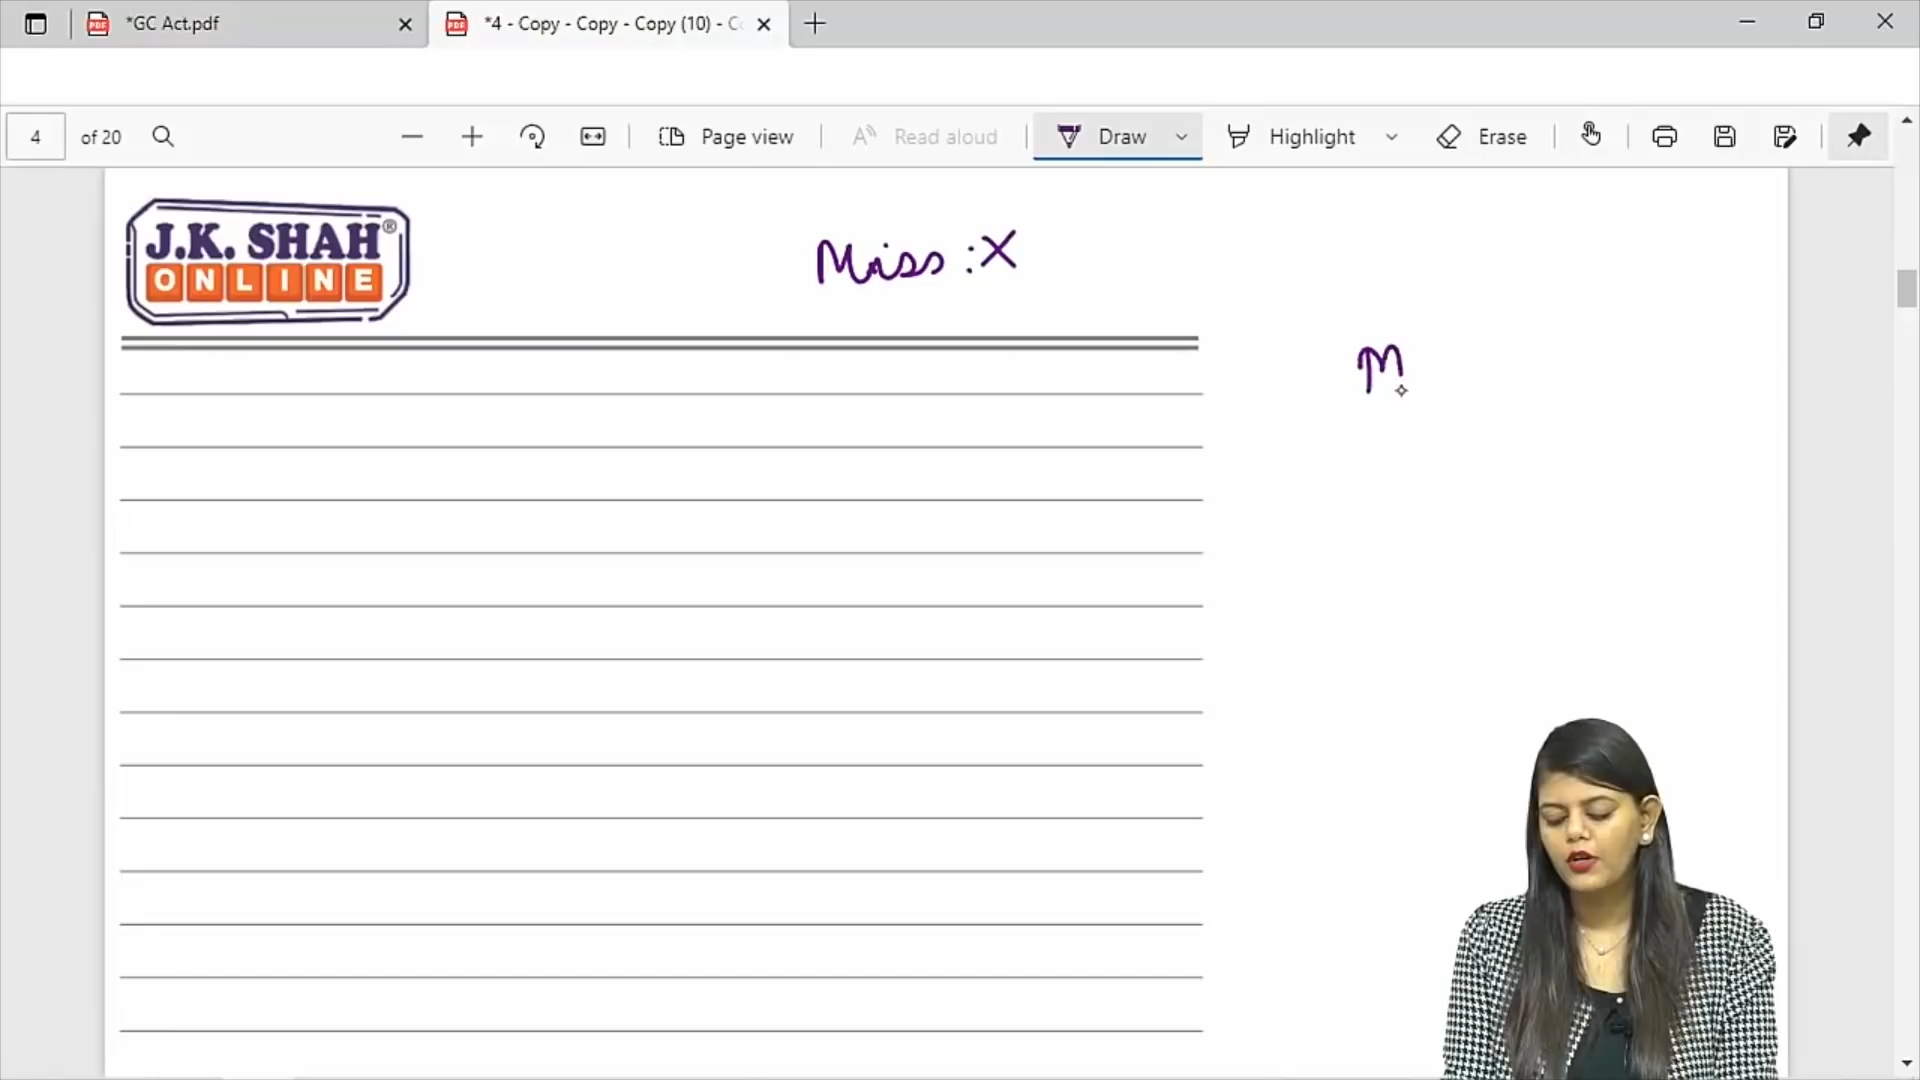 *GC Act.pdf
*4 - Copy - Copy - Copy (10) - C
4 of 20
Page view
Read aloud
Draw
Highlight
Erase
J.K. SHAH®
ONLINE
Miss : X
M